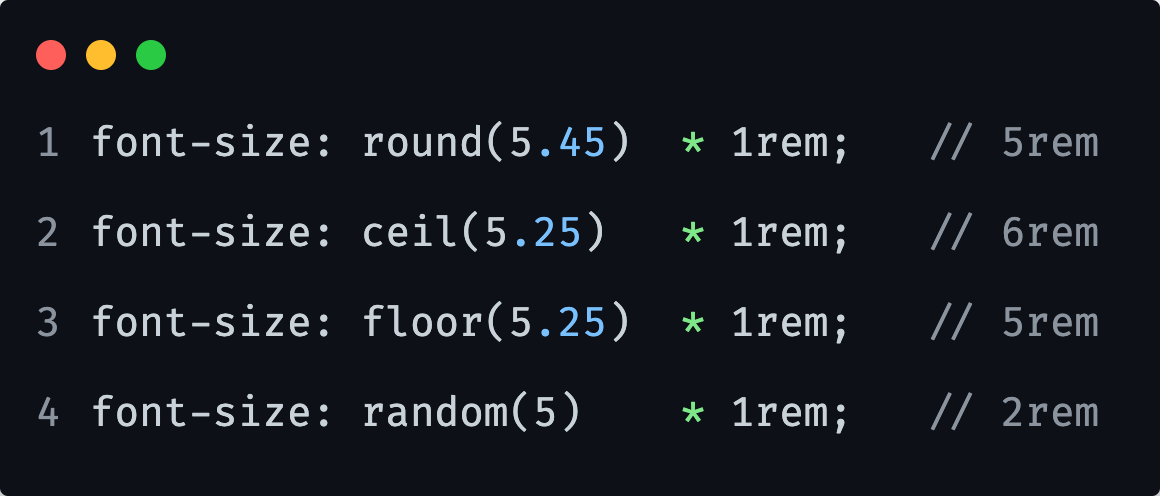 1 font-size: round(5.45)  * 1rem;   // 5rem
2 font-size: ceil(5.25)   * 1rem;   // 6rem
3 font-size: floor(5.25)  * 1rem;   // 5rem
4 font-size: random(5)    * 1rem;   // 2rem